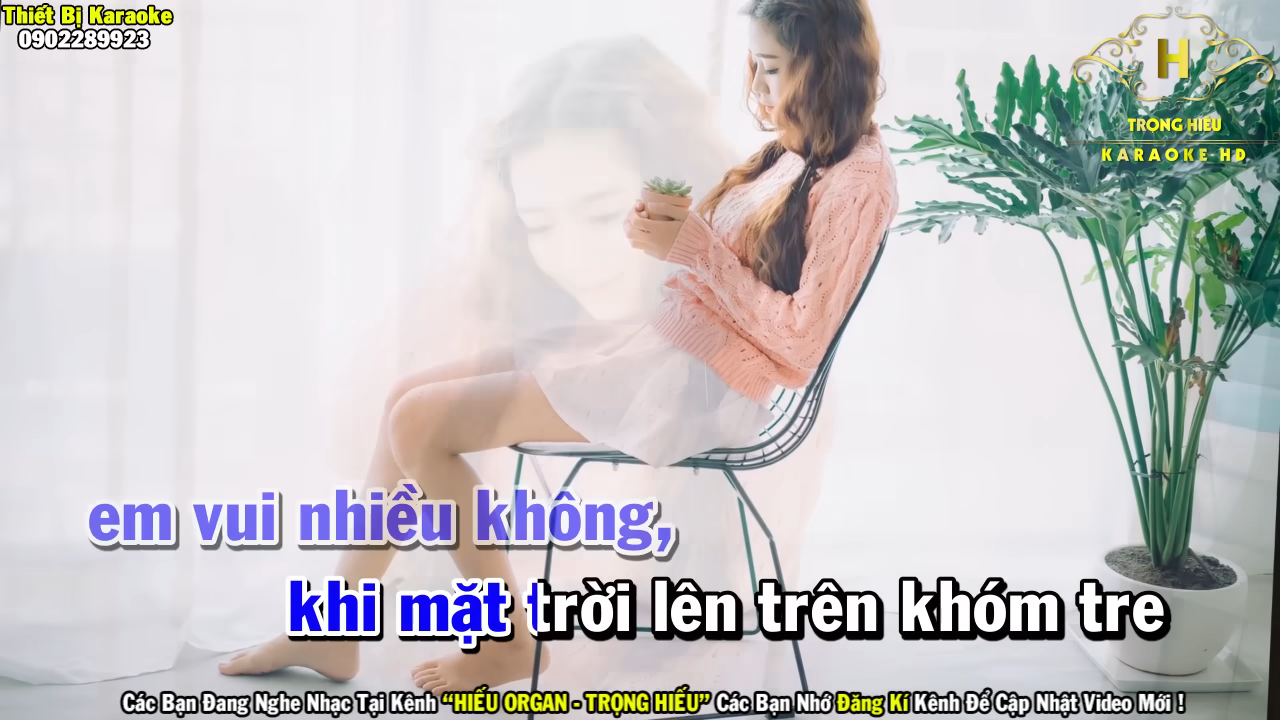 Thiết Bị Karaoke
0902289923
H
TRỌNG HIẾU
KARAOKE HD
em vui nhiều không,
khi mặt trời lên trên khóm tre
Các Bạn Đang Nghe Nhạc Tại Kênh “HIẾU ORGAN - TRỌNG HIẾU” Các Bạn Nhớ Đăng Kí Kênh Để Cập Nhật Video Mới !